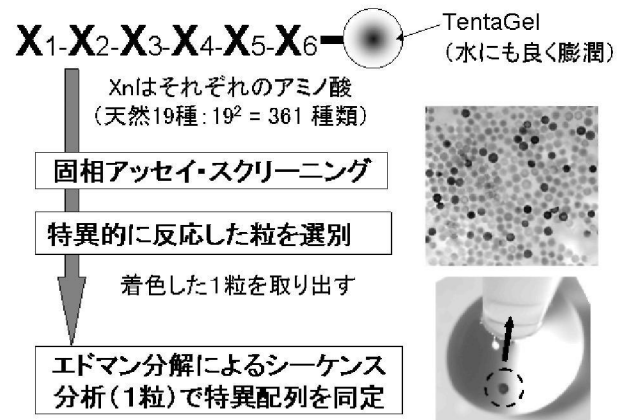 X1-X2-X3-X4-X5-X6
TentaGel
(水にも良く膨潤)
Xnはそれぞれのアミノ酸
(天然19種:19² = 361 種類)
固相アッセイ・スクリーニング
特異的に反応した粒を選別
着色した1粒を取り出す
エドマン分解によるシーケンス
分析(1粒)で特異配列を同定